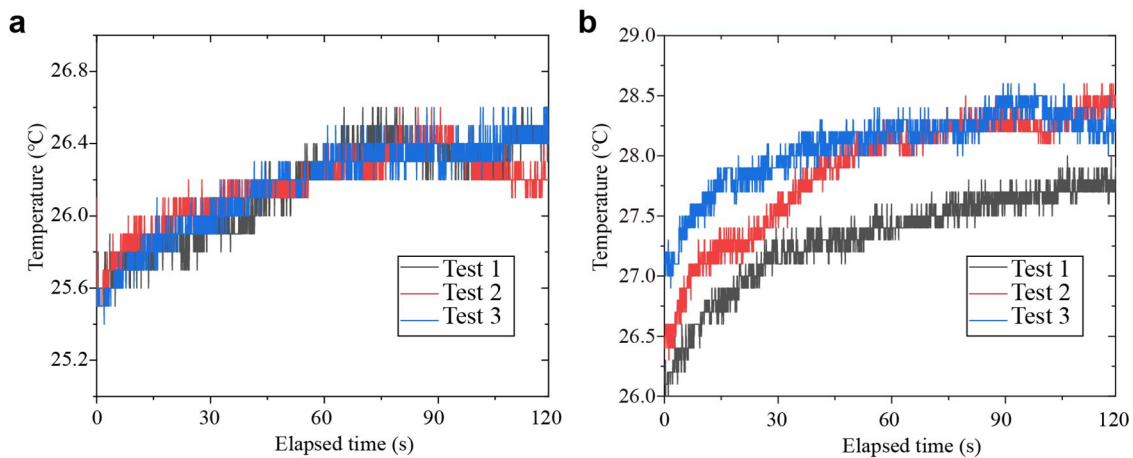 a
26.8
26.4
26.0
25.6
25.2
0
30
60
90
120
Temperature (℃)
Elapsed time (s)
Test 1
Test 2
Test 3
b
29.0
28.5
28.0
27.5
27.0
26.5
26.0
0
30
60
90
120
Temperature (℃)
Elapsed time (s)
Test 1
Test 2
Test 3